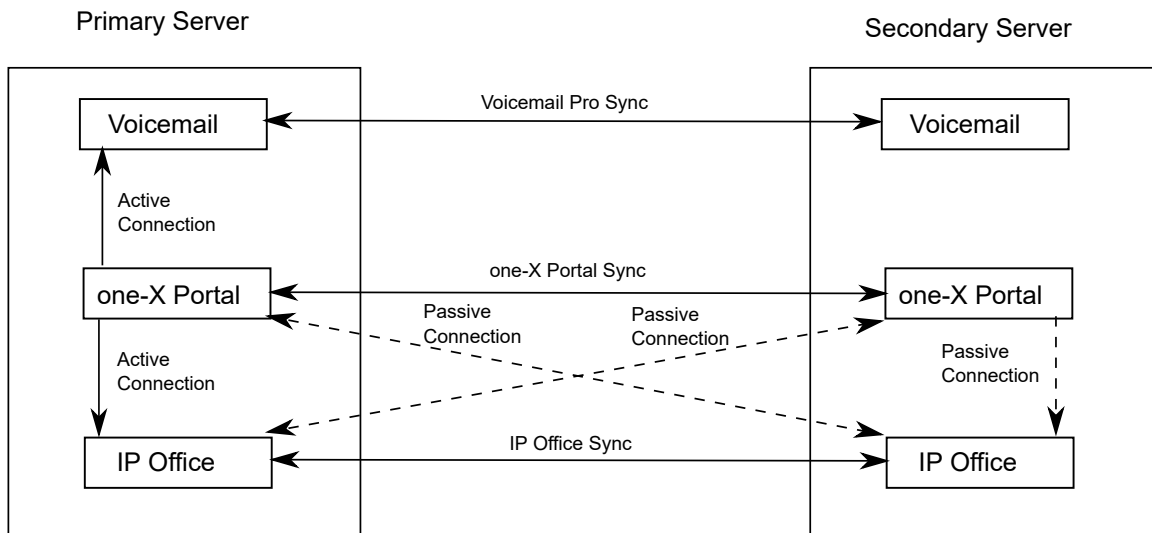 Primary Server
Secondary Server
Voicemail Pro Sync
Voicemail
Voicemail
Active
Connection
one-X Portal Sync
one-X Portal
one-X Portal
Passive
Connection
Passive
Connection
Active
Connection
Passive
Connection
IP Office Sync
IP Office
IP Office